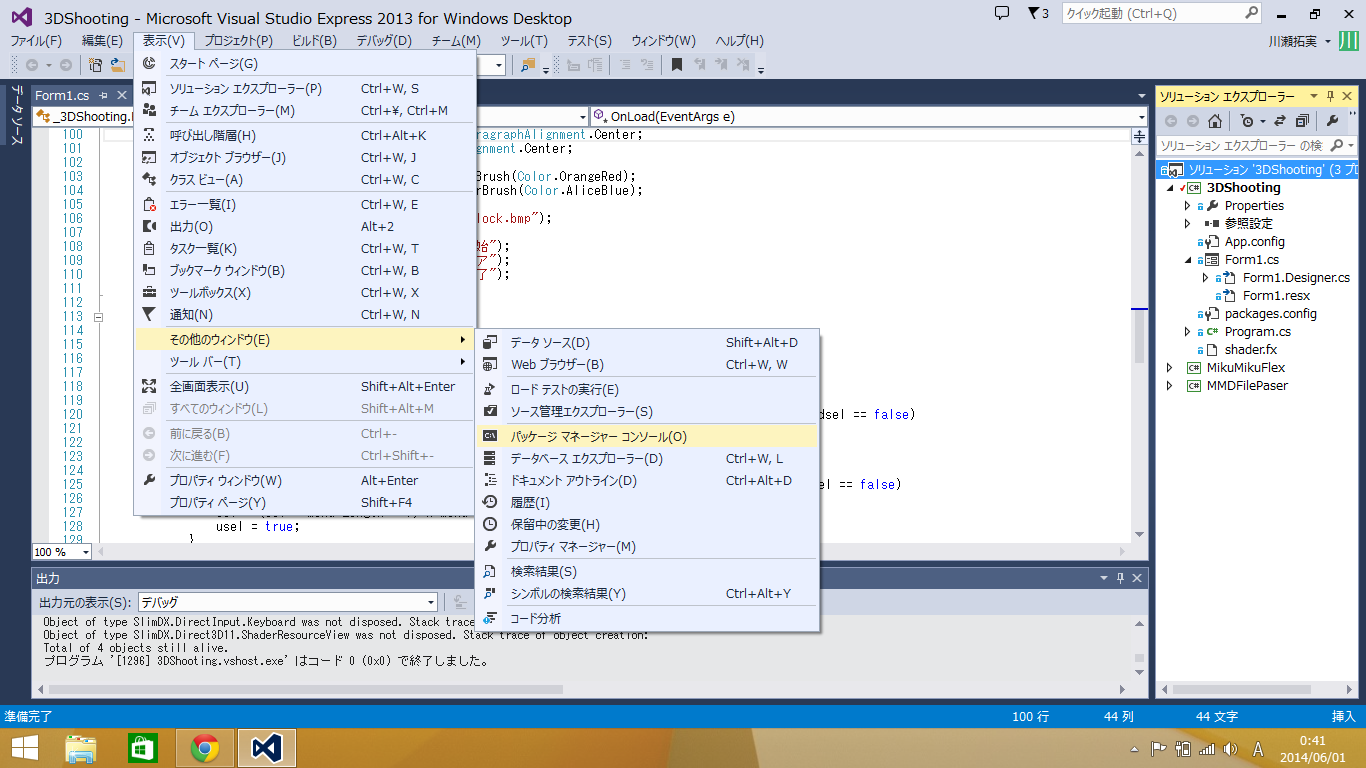 3DShooting - Microsoft Visual Studio Express 2013 for Windows Desktop
3
クイック起動 (Ctrl+Q)
ファイル(F) 編集(E) 表示(V) プロジェクト(P) ビルド(B) デバッグ(D) チーム(M) ツール(T) テスト(S) ウィンドウ(W) ヘルプ(H)
川瀬拓実
川川
データ ソース
Form1.cs
_3DShooting.
OnLoad(EventArgs e)
スタート ページ(G)
ソリューション エクスプローラー(P) Ctrl+W, S
チーム エクスプローラー(M) Ctrl+¥, Ctrl+M
呼び出し階層(H) Ctrl+Alt+K
オブジェクト ブラウザー(J) Ctrl+W, J
クラス ビュー(A) Ctrl+W, C
エラー一覧(I) Ctrl+W, E
出力(O) Alt+2
タスク一覧(K) Ctrl+W, T
ブックマーク ウィンドウ(B) Ctrl+W, B
ツールボックス(X) Ctrl+W, X
通知(N) Ctrl+W, N
その他のウィンドウ(E)
ツール バー(T)
全画面表示(U) Shift+Alt+Enter
すべてのウィンドウ(L) Shift+Alt+M
前に戻る(B) Ctrl+-
次に進む(F) Ctrl+Shift+-
プロパティ ウィンドウ(W) Alt+Enter
プロパティ ページ(Y) Shift+F4
データ ソース(D) Shift+Alt+D
Web ブラウザー(B) Ctrl+W, W
ロード テストの実行(E)
ソース管理エクスプローラー(S)
パッケージ マネージャー コンソール(O)
データベース エクスプローラー(D) Ctrl+W, L
ドキュメント アウトライン(D) Ctrl+Alt+D
履歴(I)
保留中の変更(H)
プロパティ マネージャー(M)
検索結果(S)
シンボルの検索結果(Y) Ctrl+Alt+Y
コード分析
100 ragraphAlignment.Center;
101 gnment.Center;
102
103 Brush(Color.OrangeRed);
104 rBrush(Color.AliceBlue);
105
106 lock.bmp");
107
108 始");
109 ア");
110 了");
111
112
113
114
115
116
117
118
119
120 dsel == false)
121
122
123
124
125 el == false)
126
127
128 usel = true;
129 }
100 %
出力
出力元の表示(S): デバッグ
Object of type SlimDX.DirectInput.Keyboard was not disposed. Stack trace
Object of type SlimDX.Direct3D11.ShaderResourceView was not disposed. Stack trace of object creation:
Total of 4 objects still alive.
プログラム '[1296] 3DShooting.vshost.exe' はコード 0 (0x0) で終了しました。
ソリューション エクスプローラー
ソリューション エクスプローラー の検
ソリューション '3DShooting' (3 プロ
3DShooting
Properties
参照設定
App.config
Form1.cs
Form1.Designer.cs
Form1.resx
packages.config
Program.cs
shader.fx
MikuMikuFlex
MMDFilePaser
準備完了 100 行 44 列 44 文字 挿入
A
0:41
2014/06/01